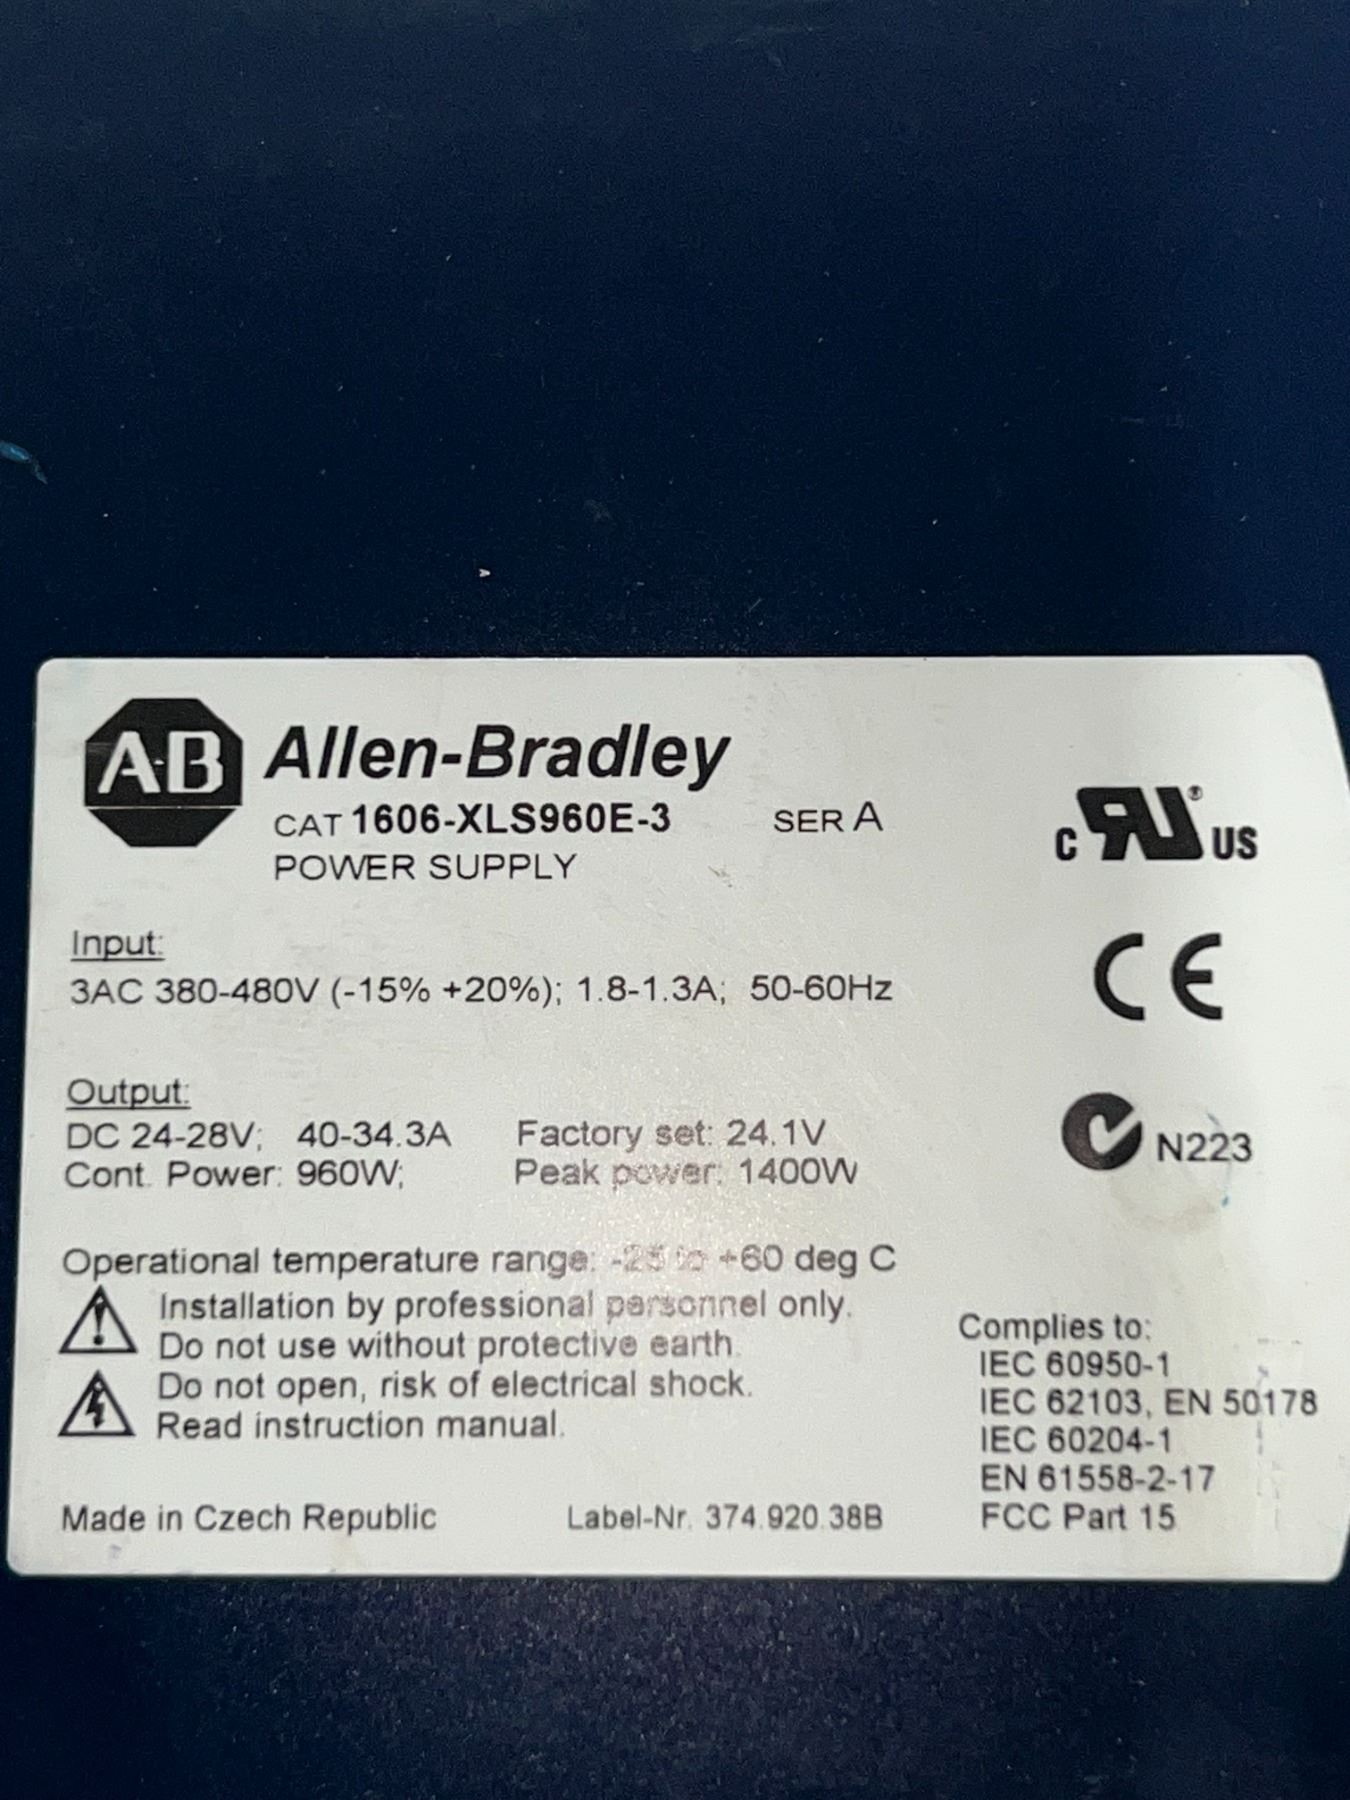 A-B Allen-Bradley
CAT 1606-XLS960E-3 SER A
POWER SUPPLY
C RU® US
Input:
3AC 380-480V (-15% +20%); 1.8-1.3A; 50-60Hz
CE
Output:
DC 24-28V; 40-34.3A Factory set: 24.1V
Cont. Power: 960W; Peak power: 1400W
N223
Operational temperature range: -25 to +60 deg C
Installation by professional personnel only.
Do not use without protective earth.
Do not open, risk of electrical shock.
Read instruction manual.
Complies to:
IEC 60950-1
IEC 62103, EN 50178
IEC 60204-1
EN 61558-2-17
FCC Part 15
Made in Czech Republic Label-Nr. 374.920.38B